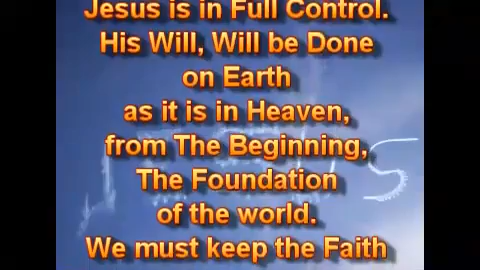 Jesus is in Full Control.
His Will, Will be Done
on Earth
as it is in Heaven,
from The Beginning,
The Foundation
of the world.
We must keep the Faith